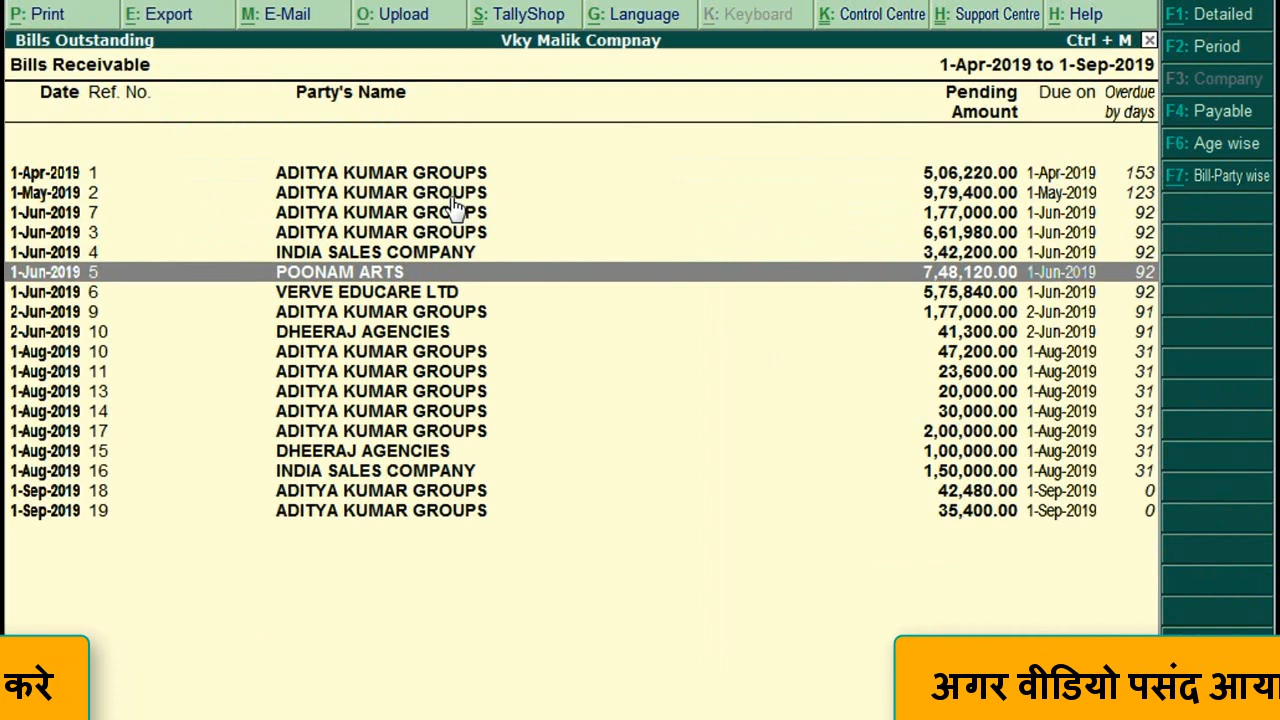 P: Print E: Export M: E-Mail O: Upload S: TallyShop G: Language K: Keyboard K: Control Centre H: Support Centre H: Help F1: Detailed
Bills Outstanding Vky Malik Compnay Ctrl + M F2: Period
Bills Receivable 1-Apr-2019 to 1-Sep-2019 F3: Company
Date Ref. No. Party's Name Pending Due on Overdue
Amount by days F4: Payable
F6: Age wise
1-Apr-2019 1 ADITYA KUMAR GROUPS 5,06,220.00 1-Apr-2019 153 F7: Bill-Party wise
1-May-2019 2 ADITYA KUMAR GROUPS 9,79,400.00 1-May-2019 123
1-Jun-2019 7 ADITYA KUMAR GROUPS 1,77,000.00 1-Jun-2019 92
1-Jun-2019 3 ADITYA KUMAR GROUPS 6,61,980.00 1-Jun-2019 92
1-Jun-2019 4 INDIA SALES COMPANY 3,42,200.00 1-Jun-2019 92
1-Jun-2019 5 POONAM ARTS 7,48,120.00 1-Jun-2019 92
1-Jun-2019 6 VERVE EDUCARE LTD 5,75,840.00 1-Jun-2019 92
2-Jun-2019 9 ADITYA KUMAR GROUPS 1,77,000.00 2-Jun-2019 91
2-Jun-2019 10 DHEERAJ AGENCIES 41,300.00 2-Jun-2019 91
1-Aug-2019 10 ADITYA KUMAR GROUPS 47,200.00 1-Aug-2019 31
1-Aug-2019 11 ADITYA KUMAR GROUPS 23,600.00 1-Aug-2019 31
1-Aug-2019 13 ADITYA KUMAR GROUPS 20,000.00 1-Aug-2019 31
1-Aug-2019 14 ADITYA KUMAR GROUPS 30,000.00 1-Aug-2019 31
1-Aug-2019 17 ADITYA KUMAR GROUPS 2,00,000.00 1-Aug-2019 31
1-Aug-2019 15 DHEERAJ AGENCIES 1,00,000.00 1-Aug-2019 31
1-Aug-2019 16 INDIA SALES COMPANY 1,50,000.00 1-Aug-2019 31
1-Sep-2019 18 ADITYA KUMAR GROUPS 42,480.00 1-Sep-2019 0
1-Sep-2019 19 ADITYA KUMAR GROUPS 35,400.00 1-Sep-2019 0
करे अगर वीडियो पसंद आया